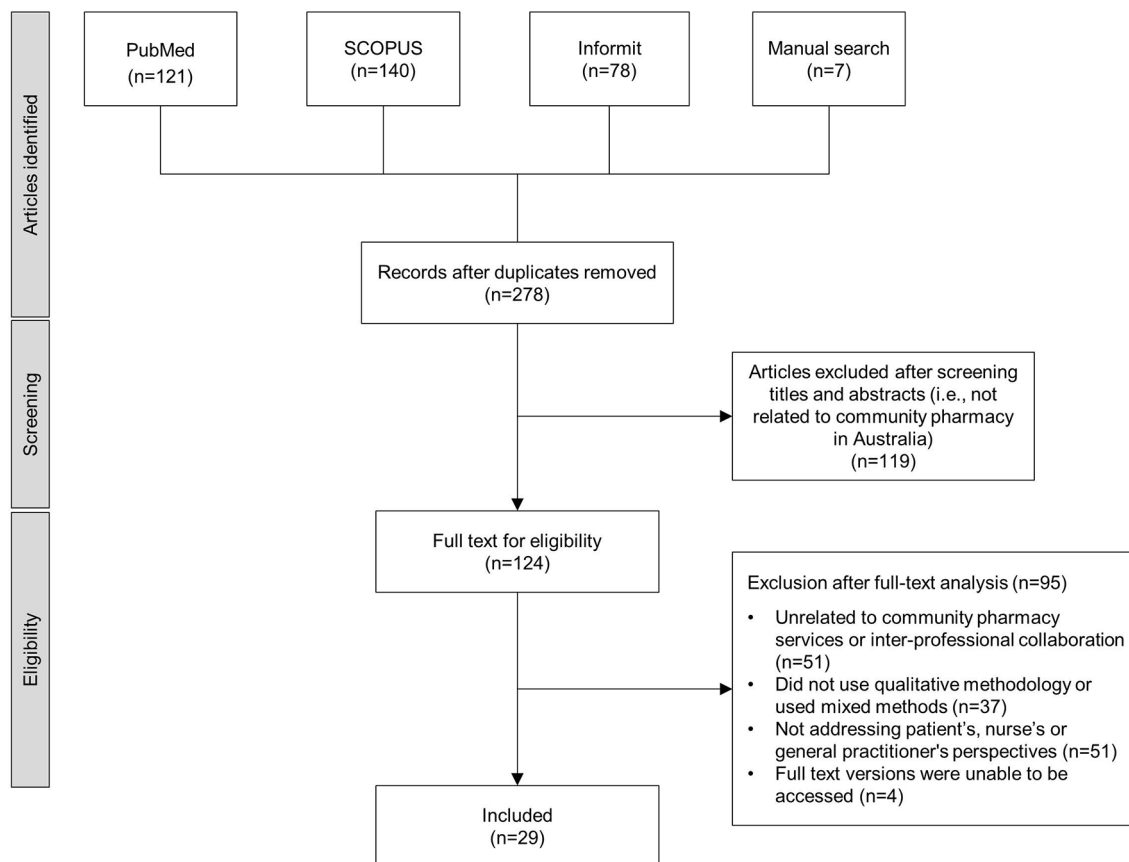 Articles identified
PubMed
(n=121)
SCOPUS
(n=140)
Informit
(n=78)
Manual search
(n=7)
Records after duplicates removed
(n=278)
Screening
Articles excluded after screening
titles and abstracts (i.e., not
related to community pharmacy
in Australia)
(n=119)
Eligibility
Full text for eligibility
(n=124)
Exclusion after full-text analysis (n=95)
• Unrelated to community pharmacy
services or inter-professional collaboration
(n=51)
• Did not use qualitative methodology or
used mixed methods (n=37)
• Not addressing patient’s, nurse’s or
general practitioner's perspectives (n=51)
• Full text versions were unable to be
accessed (n=4)
Included
(n=29)